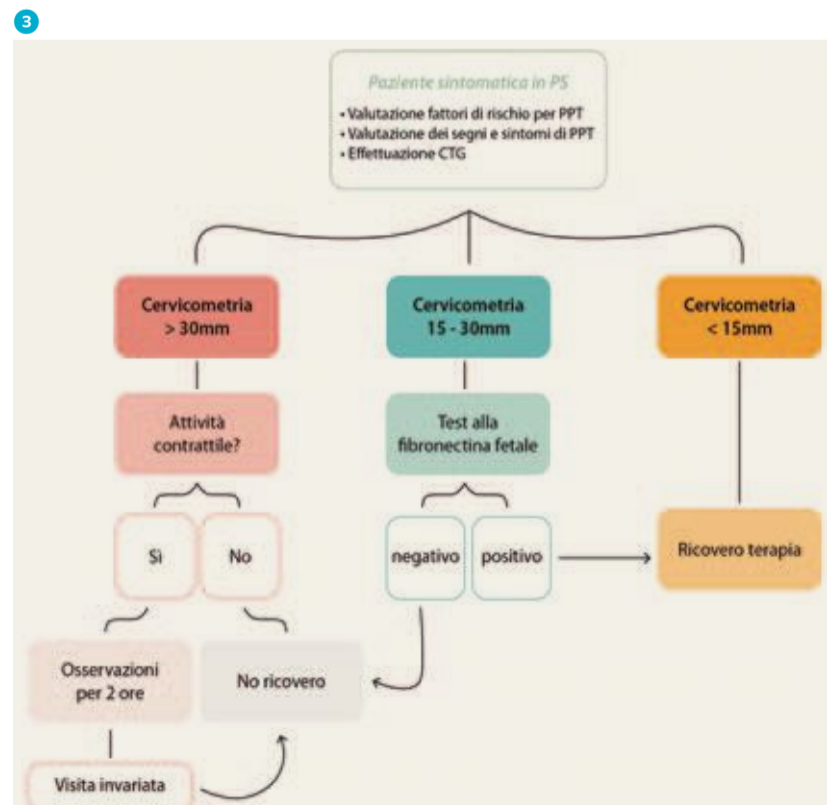 3
Paziente sintomatica in PS
• Valutazione fattori di rischio per PPT
• Valutazione dei segni e sintomi di PPT
• Effettuazione CTG
Cervicometria
> 30mm
Cervicometria
15 - 30mm
Cervicometria
< 15mm
Attività
contrattile?
Test alla
fibronectina fetale
Sì
No
negativo
positivo
Ricovero terapia
Osservazioni
per 2 ore
No ricovero
Visita invariata